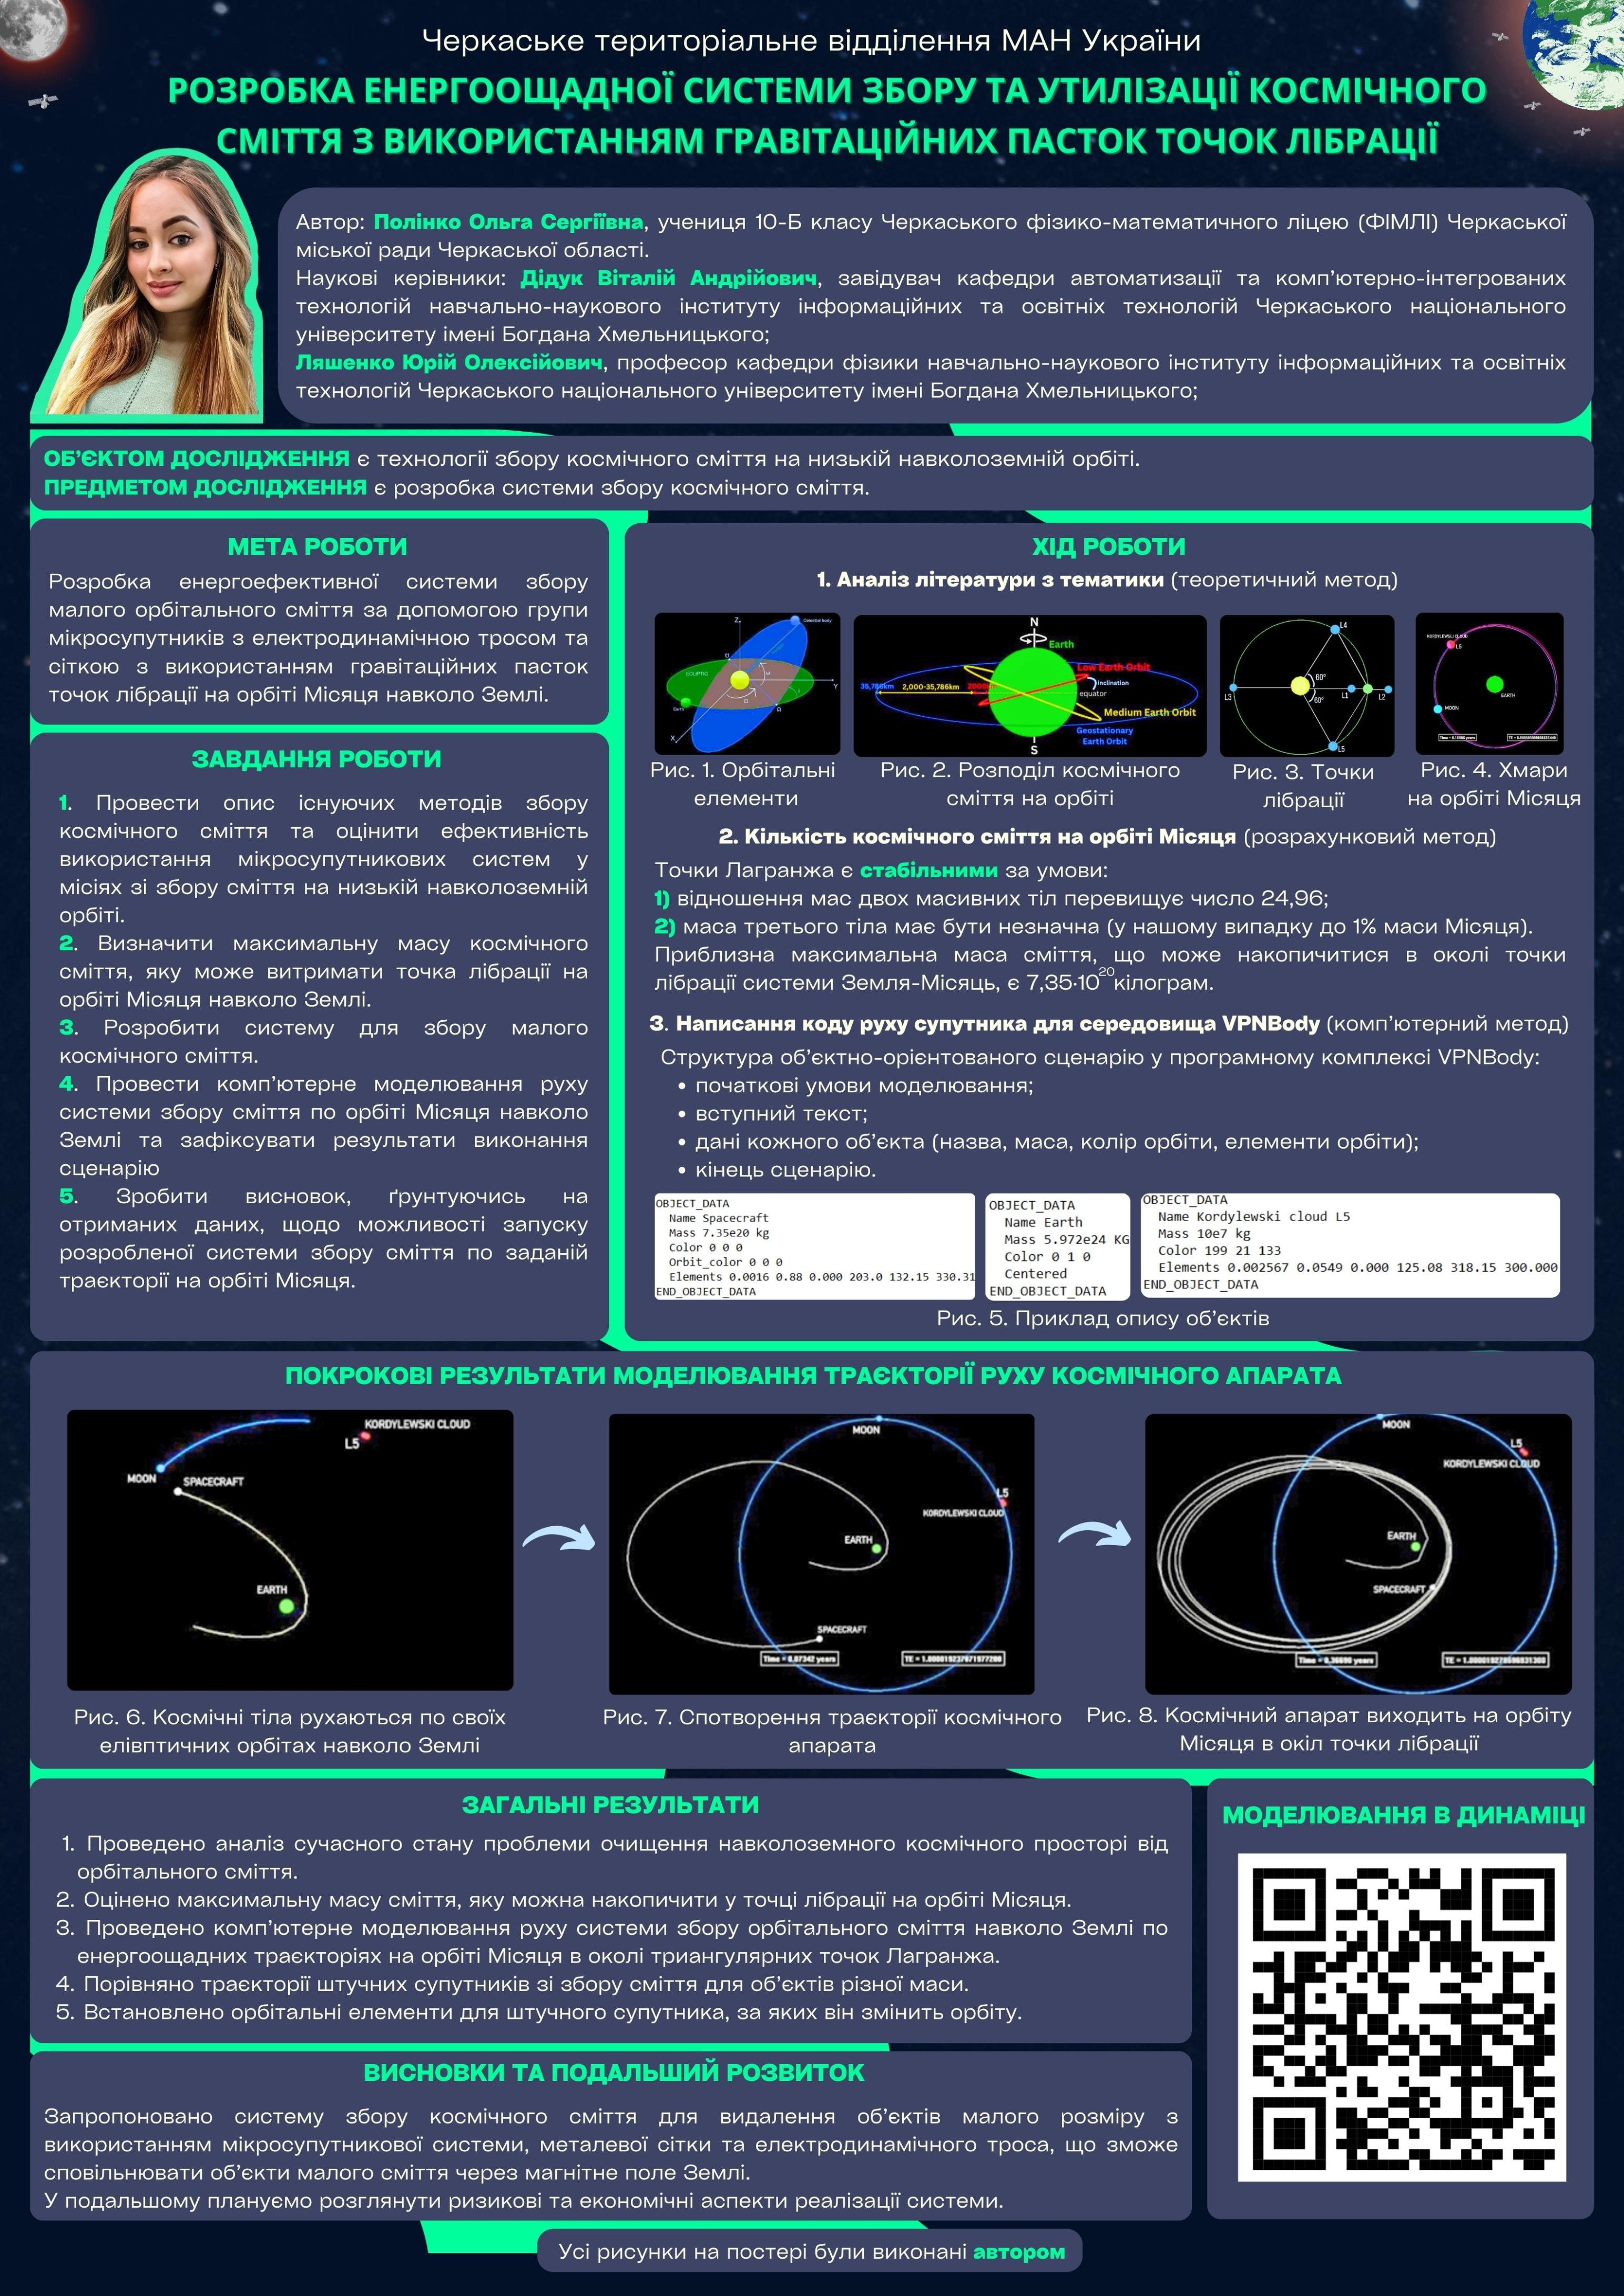 Черкаське територіальне відділення МАН України
РОЗРОБКА ЕНЕРГООЩАДНОЇ СИСТЕМИ ЗБОРУ ТА УТИЛІЗАЦІЇ КОСМІЧНОГО
СМІТТЯ З ВИКОРИСТАННЯМ ГРАВІТАЦІЙНИХ ПАСТОК ТОЧОК ЛІБРАЦІЇ
Автор: Полінко Ольга Сергіївна, учениця 10-Б класу Черкаського фізико-математичного ліцею (ФІМЛІ) Черкаської
міської ради Черкаської області.
Наукові керівники: Дідук Віталій Андрійович, завідувач кафедри автоматизації та комп'ютерно-інтегрованих
технологій навчально-наукового інституту інформаційних та освітніх технологій Черкаського національного
університету імені Богдана Хмельницького;
Ляшенко Юрій Олексійович, професор кафедри фізики навчально-наукового інституту інформаційних та освітніх
технологій Черкаського національного університету імені Богдана Хмельницького;
ОБ'ЄКТОМ ДОСЛІДЖЕННЯ є технології збору космічного сміття на низькій навколоземній орбіті.
ПРЕДМЕТОМ ДОСЛІДЖЕННЯ є розробка системи збору космічного сміття.
МЕТА РОБОТИ
Розробка енергоефективної системи збору
малого орбітального сміття за допомогою групи
мікросупутників з електродинамічною тросом та
сіткою з використанням гравітаційних пасток
точок лібрації на орбіті Місяця навколо Землі.
ЗАВДАННЯ РОБОТИ
1. Провести опис існуючих методів збору
космічного сміття та оцінити ефективність
використання мікросупутникових систем у
місіях зі збору сміття на низькій навколоземній
орбіті.
2. Визначити максимальну масу космічного
сміття, яку може витримати точка лібрації на
орбіті Місяця навколо Землі.
3. Розробити систему для збору малого
космічного сміття.
4. Провести комп'ютерне моделювання руху
системи збору сміття по орбіті Місяця навколо
Землі та зафіксувати результати виконання
сценарію
5. Зробити висновок, ґрунтуючись на
отриманих даних, щодо можливості запуску
розробленої системи збору сміття по заданій
траєкторії на орбіті Місяця.
ХІД РОБОТИ
1. Аналіз літератури з тематики (теоретичний метод)
Z
Celestial body
ECLIPTIC
Earth
Y
X
Ω
N
Earth
Low Earth Orbit
inclination
equator
35,786km
2,000-35,786km
Medium Earth Orbit
Geostationary
Earth Orbit
S
L4
60°
60°
L3
L1
L2
L5
KORDYLEWSKI CLOUD
L5
EARTH
MOON
Рис. 1. Орбітальні
елементи
Рис. 2. Розподіл космічного
сміття на орбіті
Рис. 3. Точки
лібрації
Рис. 4. Хмари
на орбіті Місяця
2. Кількість космічного сміття на орбіті Місяця (розрахунковий метод)
Точки Лагранжа є стабільними за умови:
1) відношення мас двох масивних тіл перевищує число 24,96;
2) маса третього тіла має бути незначна (у нашому випадку до 1% маси Місяця).
Приблизна максимальна маса сміття, що може накопичитися в околі точки
лібрації системи Земля-Місяць, є 7,35·10²⁰ кілограм.
3. Написання коду руху супутника для середовища VPNBody (комп'ютерний метод)
Структура об'єктно-орієнтованого сценарію у програмному комплексі VPNBody:
• початкові умови моделювання;
• вступний текст;
• дані кожного об'єкта (назва, маса, колір орбіти, елементи орбіти);
• кінець сценарію.
OBJECT_DATA
Name Spacecraft
Mass 7.35e20 kg
Color 0 0 0
Orbit_color 0 0 0
Elements 0.0016 0.88 0.000 203.0 132.15 330.31
END_OBJECT_DATA
OBJECT_DATA
Name Earth
Mass 5.972e24 KG
Color 0 1 0
Centered
END_OBJECT_DATA
OBJECT_DATA
Name Kordylewski cloud L5
Mass 10e7 kg
Color 199 21 133
Elements 0.002567 0.0549 0.000 125.08 318.15 300.000
END_OBJECT_DATA
Рис. 5. Приклад опису об'єктів
ПОКРОКОВІ РЕЗУЛЬТАТИ МОДЕЛЮВАННЯ ТРАЄКТОРІЇ РУХУ КОСМІЧНОГО АПАРАТА
KORDYLEWSKI CLOUD
L5
MOON
SPACECRAFT
EARTH
MOON
L5
KORDYLEWSKI CLOUD
EARTH
SPACECRAFT
MOON
L5
KORDYLEWSKI CLOUD
EARTH
SPACECRAFT
Рис. 6. Космічні тіла рухаються по своїх
елівптичних орбітах навколо Землі
Рис. 7. Спотворення траєкторії космічного
апарата
Рис. 8. Космічний апарат виходить на орбіту
Місяця в окіл точки лібрації
ЗАГАЛЬНІ РЕЗУЛЬТАТИ
1. Проведено аналіз сучасного стану проблеми очищення навколоземного космічного просторі від
орбітального сміття.
2. Оцінено максимальну масу сміття, яку можна накопичити у точці лібрації на орбіті Місяця.
3. Проведено комп'ютерне моделювання руху системи збору орбітального сміття навколо Землі по
енергоощадних траєкторіях на орбіті Місяця в околі триангулярних точок Лагранжа.
4. Порівняно траєкторії штучних супутників зі збору сміття для об'єктів різної маси.
5. Встановлено орбітальні елементи для штучного супутника, за яких він змінить орбіту.
МОДЕЛЮВАННЯ В ДИНАМІЦІ
ВИСНОВКИ ТА ПОДАЛЬШИЙ РОЗВИТОК
Запропоновано систему збору космічного сміття для видалення об'єктів малого розміру з
використанням мікросупутникової системи, металевої сітки та електродинамічного троса, що зможе
сповільнювати об'єкти малого сміття через магнітне поле Землі.
У подальшому плануємо розглянути ризикові та економічні аспекти реалізації системи.
Усі рисунки на постері були виконані автором